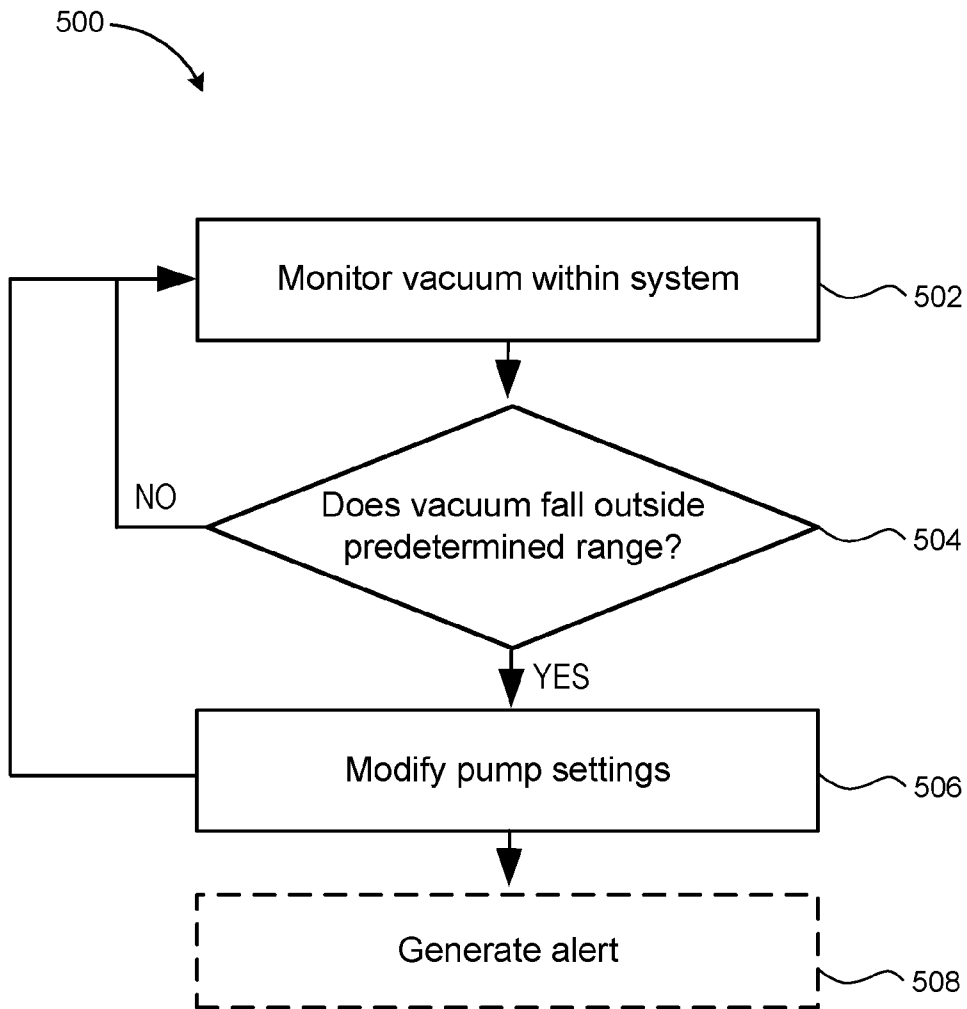 500
Monitor vacuum within system
502
NO
Does vacuum fall outside
predetermined range?
504
YES
Modify pump settings
506
Generate alert
508